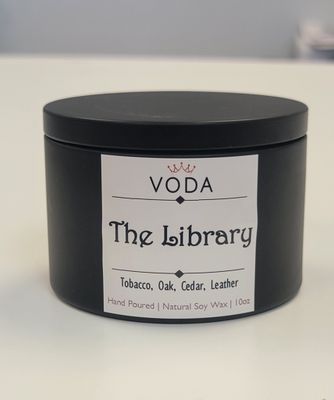 VODA
The Library
Tobacco, Oak, Cedar, Leather
Hand Poured | Natural Soy Wax | 10oz